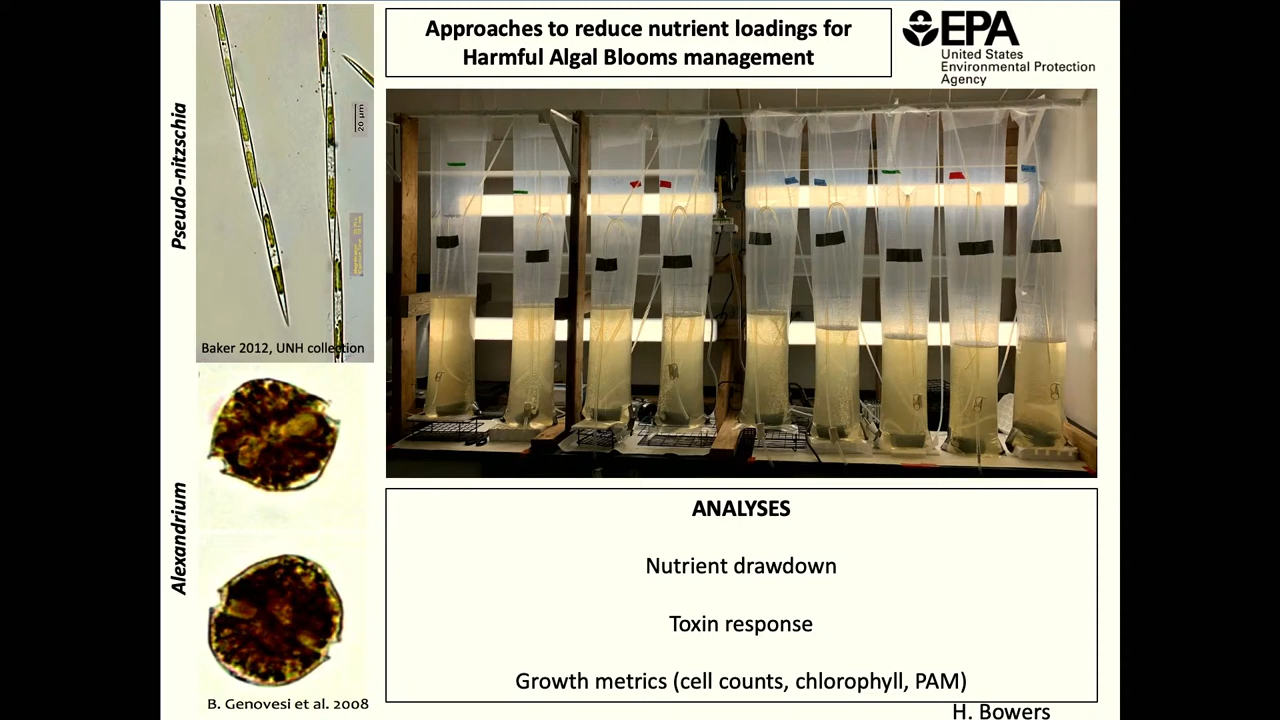 Approaches to reduce nutrient loadings for
Harmful Algal Blooms management
EPA
United States
Environmental Protection
Agency
Pseudo-nitzschia
20 µm
Baker 2012, UNH collection
Alexandrium
B. Genovesi et al. 2008
ANALYSES
Nutrient drawdown
Toxin response
Growth metrics (cell counts, chlorophyll, PAM)
H. Bowers